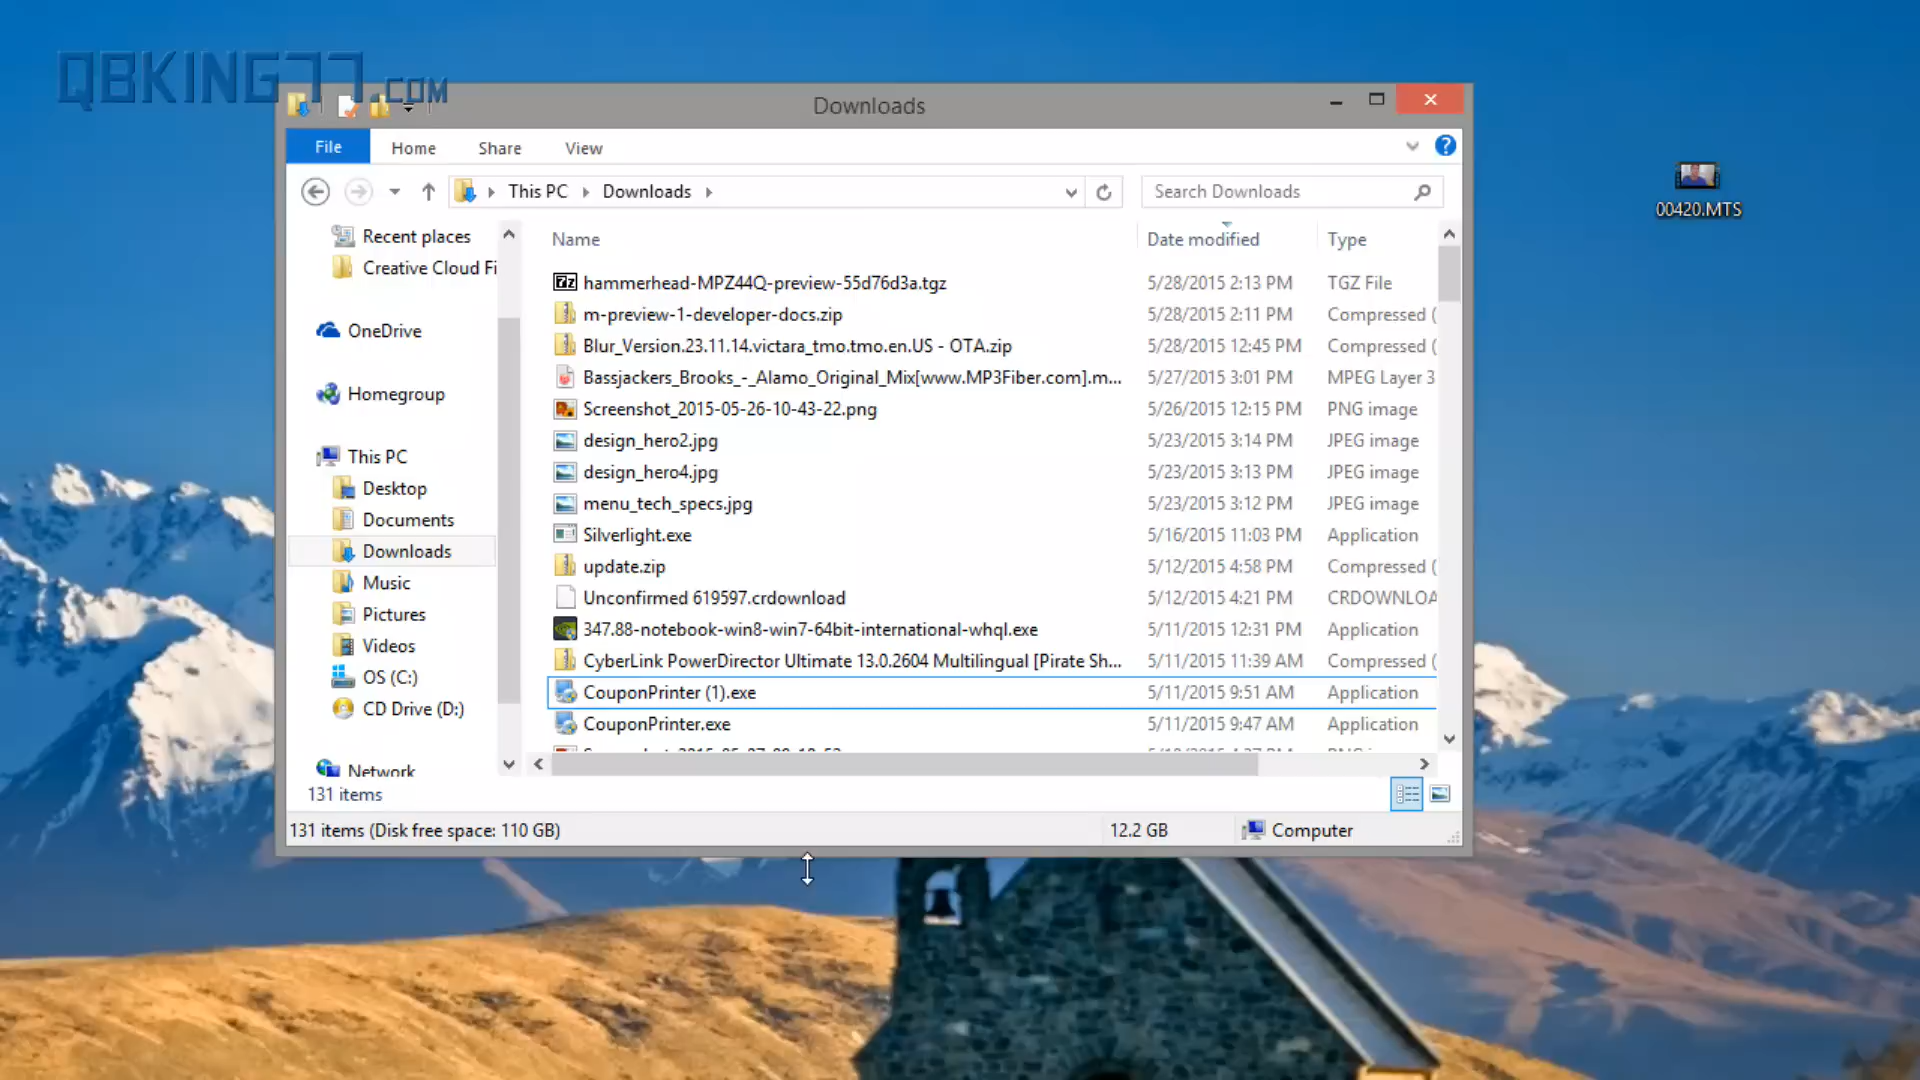 QBKING77.COM
Downloads
File Home Share View
This PC Downloads
Search Downloads
00420.MTS
Recent places
Creative Cloud Fi
OneDrive
Homegroup
This PC
Desktop
Documents
Downloads
Music
Pictures
Videos
OS (C:)
CD Drive (D:)
Network
Name Date modified Type
hammerhead-MPZ44Q-preview-55d76d3a.tgz 5/28/2015 2:13 PM TGZ File
m-preview-1-developer-docs.zip 5/28/2015 2:11 PM Compressed (
Blur_Version.23.11.14.victara_tmo.tmo.en.US - OTA.zip 5/28/2015 12:45 PM Compressed (
Bassjackers_Brooks_-_Alamo_Original_Mix[www.MP3Fiber.com].m... 5/27/2015 3:01 PM MPEG Layer 3
Screenshot_2015-05-26-10-43-22.png 5/26/2015 12:15 PM PNG image
design_hero2.jpg 5/23/2015 3:14 PM JPEG image
design_hero4.jpg 5/23/2015 3:13 PM JPEG image
menu_tech_specs.jpg 5/23/2015 3:12 PM JPEG image
Silverlight.exe 5/16/2015 11:03 PM Application
update.zip 5/12/2015 4:58 PM Compressed (
Unconfirmed 619597.crdownload 5/12/2015 4:21 PM CRDOWNLOA
347.88-notebook-win8-win7-64bit-international-whql.exe 5/11/2015 12:31 PM Application
CyberLink PowerDirector Ultimate 13.0.2604 Multilingual [Pirate Sh... 5/11/2015 11:39 AM Compressed (
CouponPrinter (1).exe 5/11/2015 9:51 AM Application
CouponPrinter.exe 5/11/2015 9:47 AM Application
131 items
131 items (Disk free space: 110 GB) 12.2 GB Computer